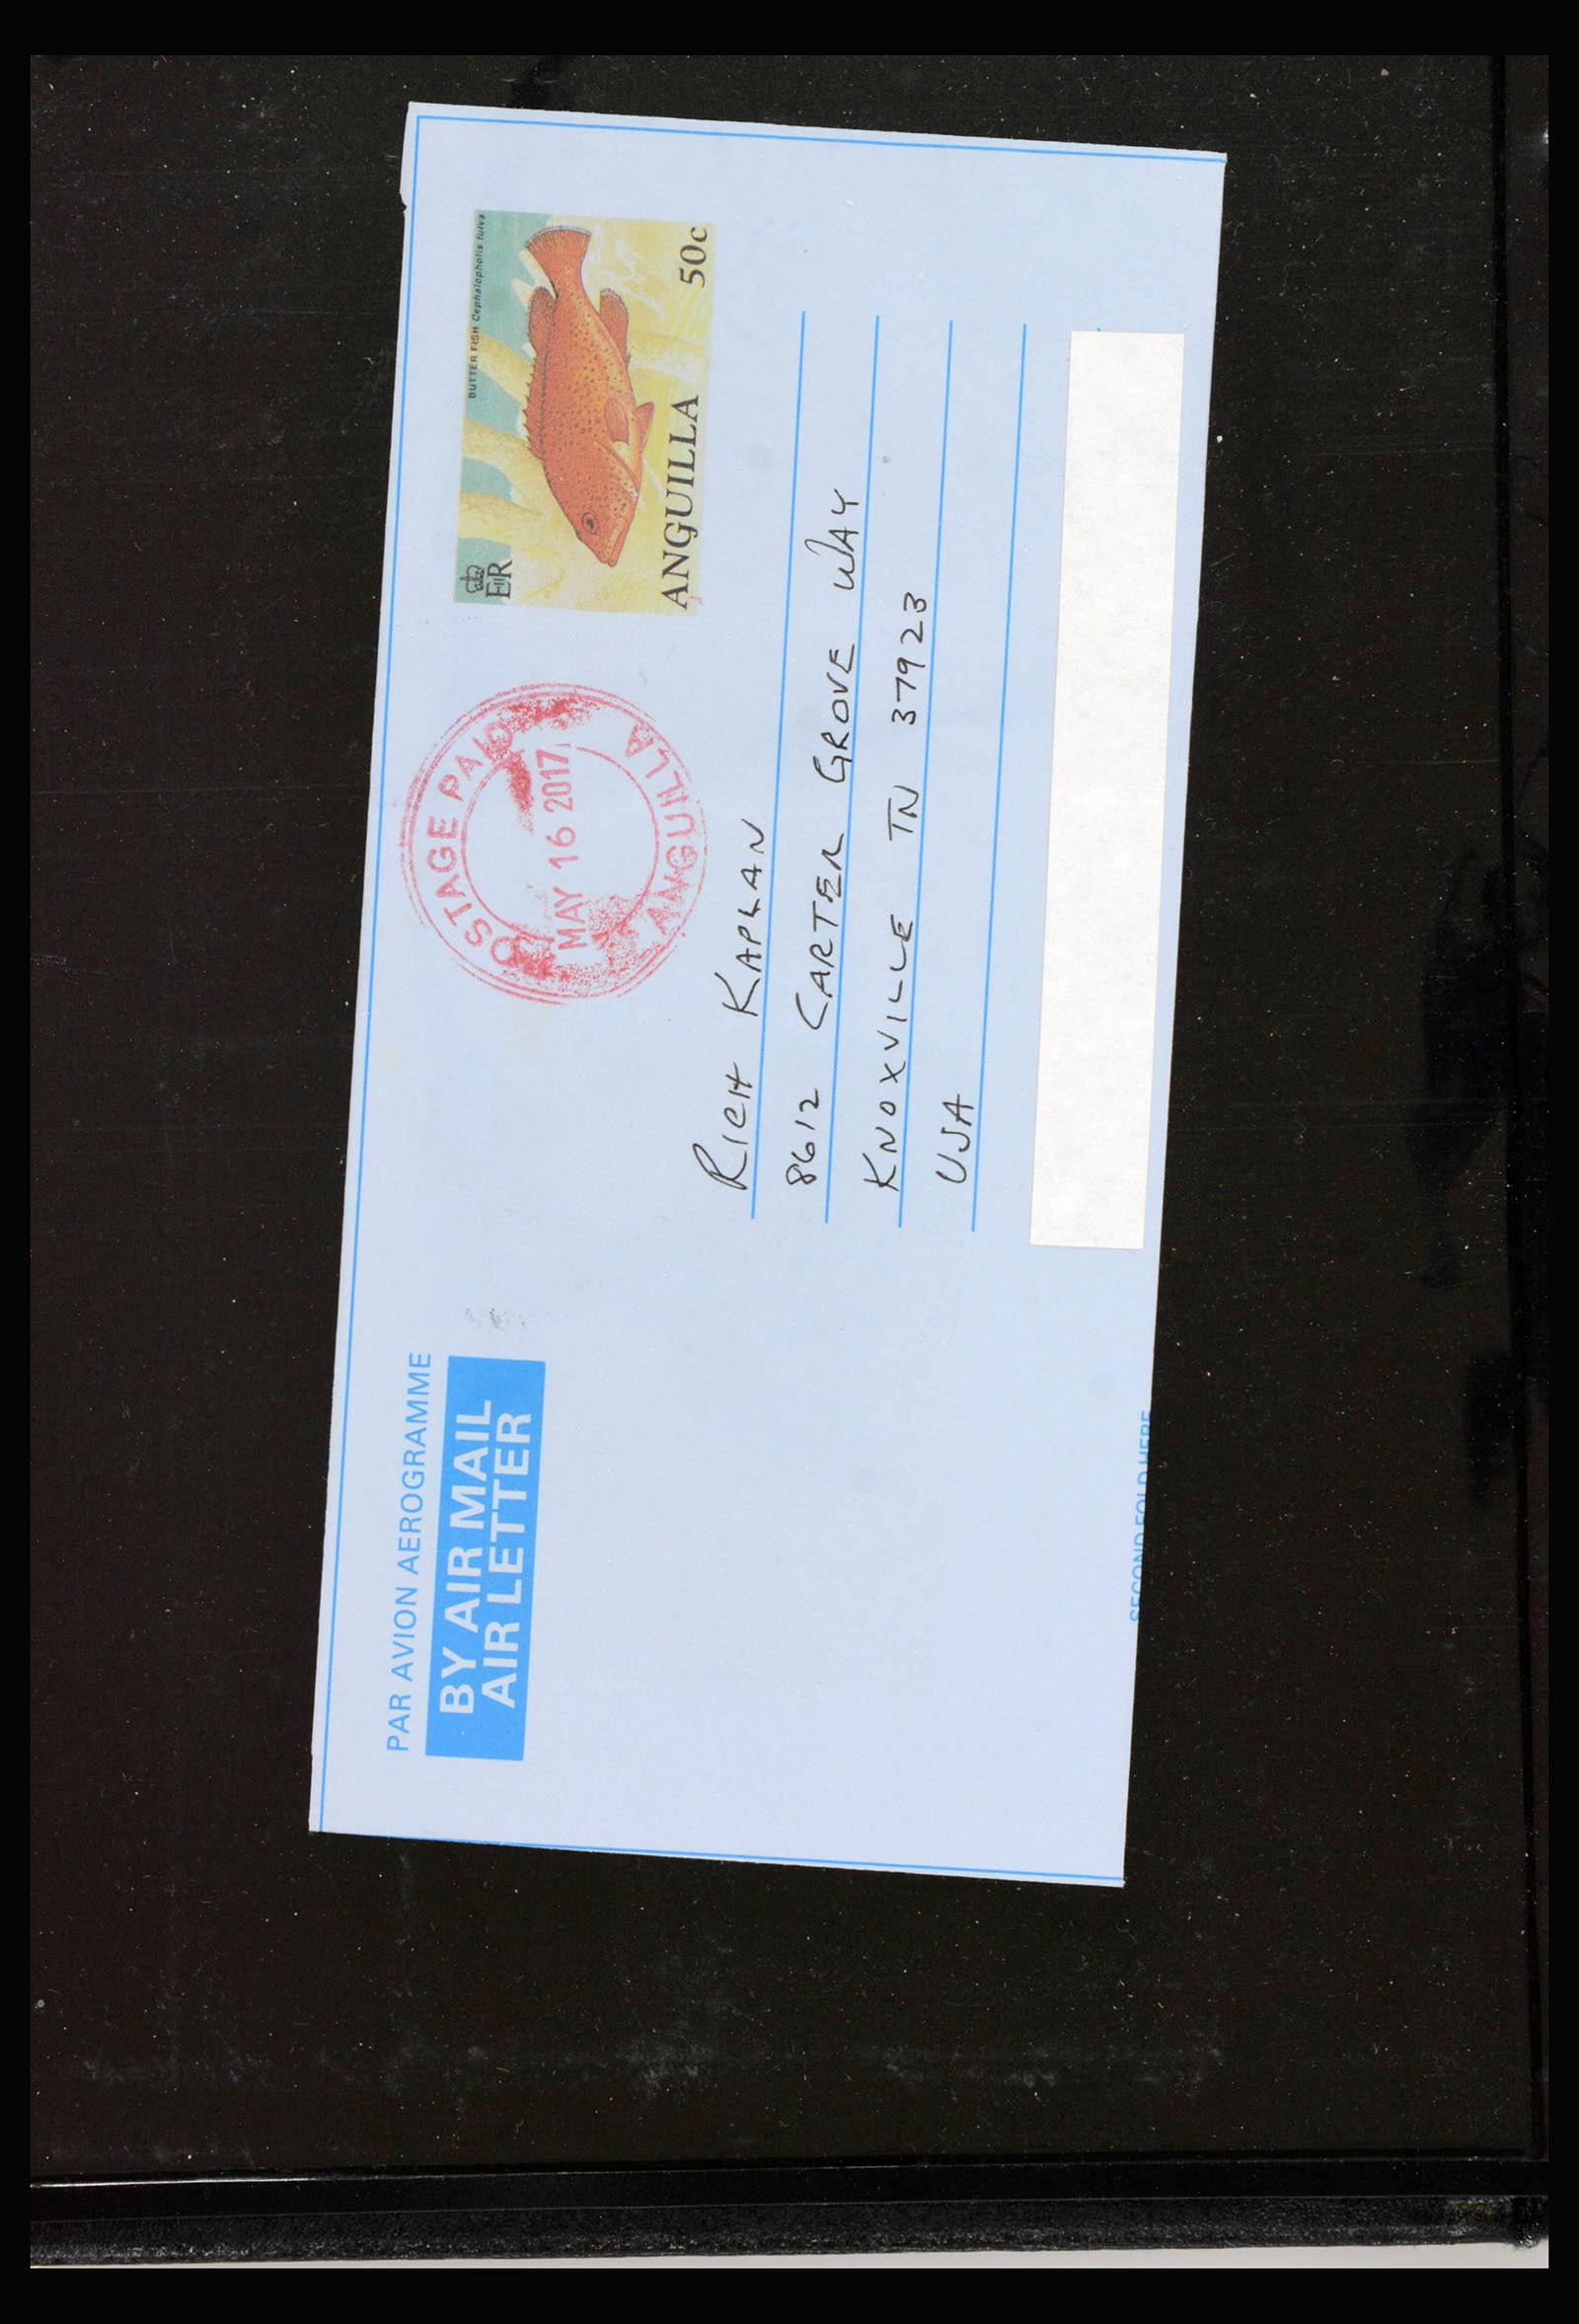 PAR AVION AEROGRAMME
BY AIR MAIL
AIR LETTER
POSTAGE PAID
MAY 16 2017
ANGUILLA
EIIR
BUTTER FISH Cephalopholis fulva
ANGUILLA 50c
RICH KAPLAN
8612 CARTER GROVE WAY
KNOXVILLE TN 37923
USA
SECOND FOLD HERE